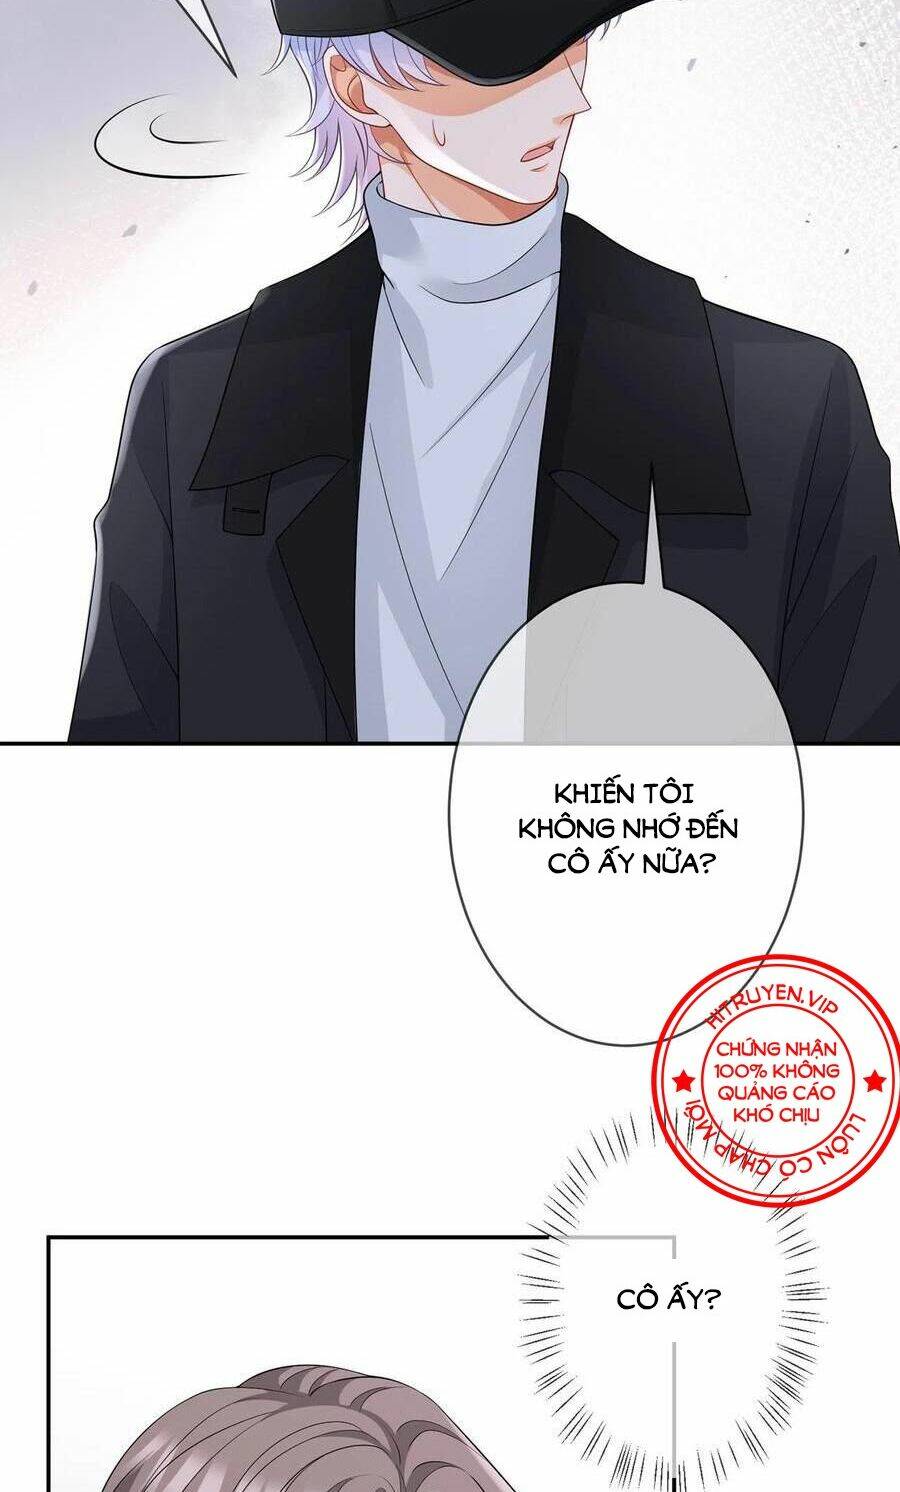 KHIẾN TÔI
KHÔNG NHỚ ĐẾN
CÔ ẤY NỮA?
HITRUYEN.VIP
CHỨNG NHẬN
100% KHÔNG
QUẢNG CÁO
KHÓ CHỊU
LUÔN CÓ CHAP MỚI
CÔ ẤY?